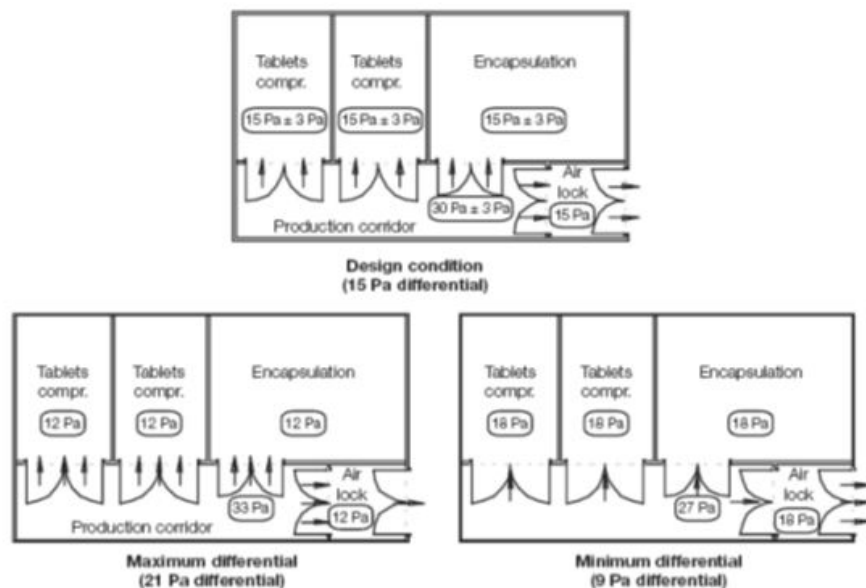 Tablets
compr.
Tablets
compr.
Encapsulation
15 Pa ± 3 Pa
15 Pa ± 3 Pa
15 Pa ± 3 Pa
Air
lock
15 Pa
30 Pa ± 3 Pa
Production corridor
Design condition
(15 Pa differential)
Tablets
compr.
Tablets
compr.
Encapsulation
12 Pa
12 Pa
12 Pa
Air
lock
12 Pa
33 Pa
Production corridor
Maximum differential
(21 Pa differential)
Tablets
compr.
Tablets
compr.
Encapsulation
18 Pa
18 Pa
18 Pa
Air
lock
18 Pa
27 Pa
Minimum differential
(9 Pa differential)